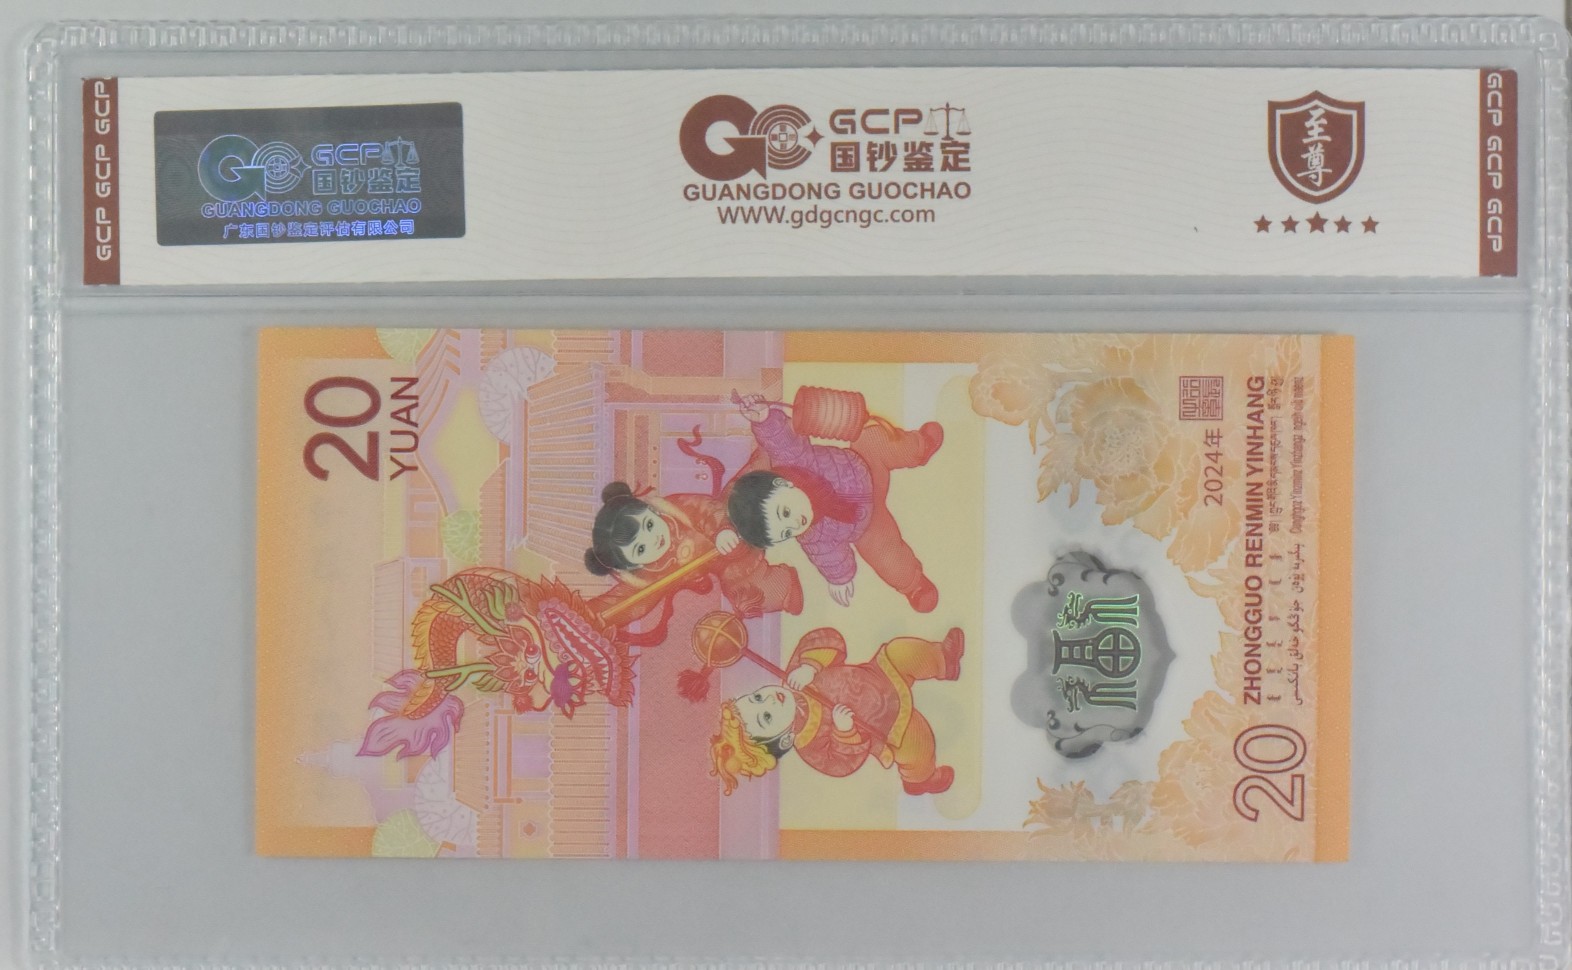 GCP GCP GCP
GCP 国钞鉴定
GUANGDONG GUOCHAO
广东国钞鉴定评估有限公司
GCP
国钞鉴定
GUANGDONG GUOCHAO
WWW.gdgcngc.com
至尊
GCP GCP GCP
20
YUAN
福
2024年
ZHONGGUO RENMIN YINHANG
20